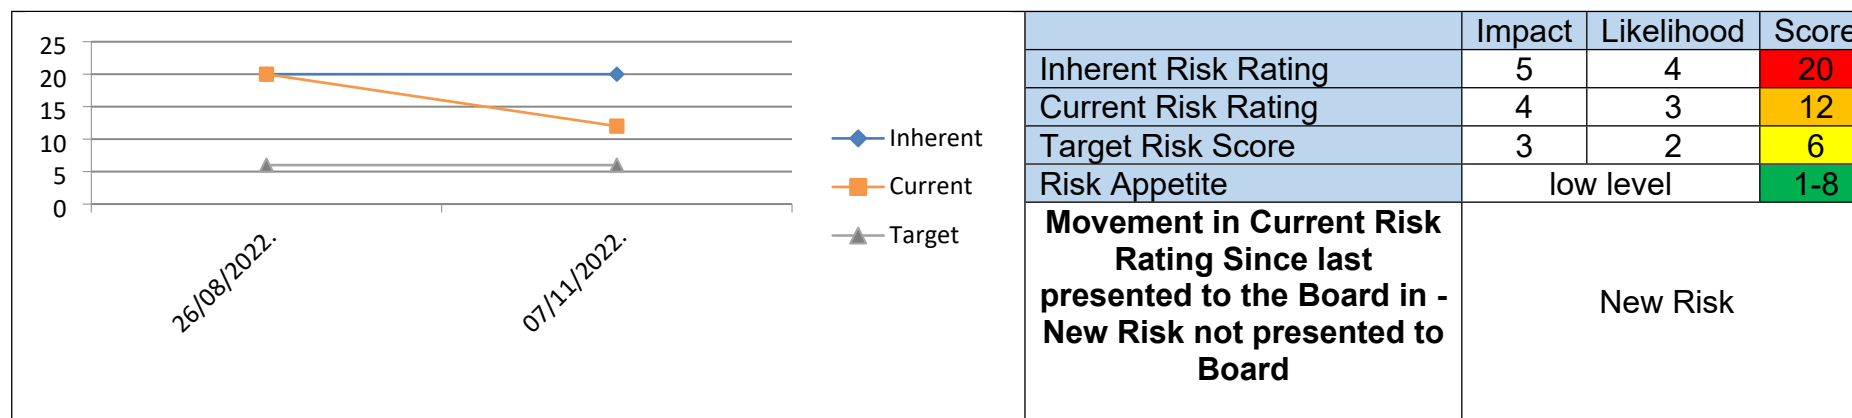 25
20
15
10
5
0
26/08/2022.
07/11/2022.
Inherent
Current
Target
Impact Likelihood Score
Inherent Risk Rating 5 4 20
Current Risk Rating 4 3 12
Target Risk Score 3 2 6
Risk Appetite low level 1-8
Movement in Current Risk
Rating Since last
presented to the Board in -
New Risk not presented to
Board
New Risk